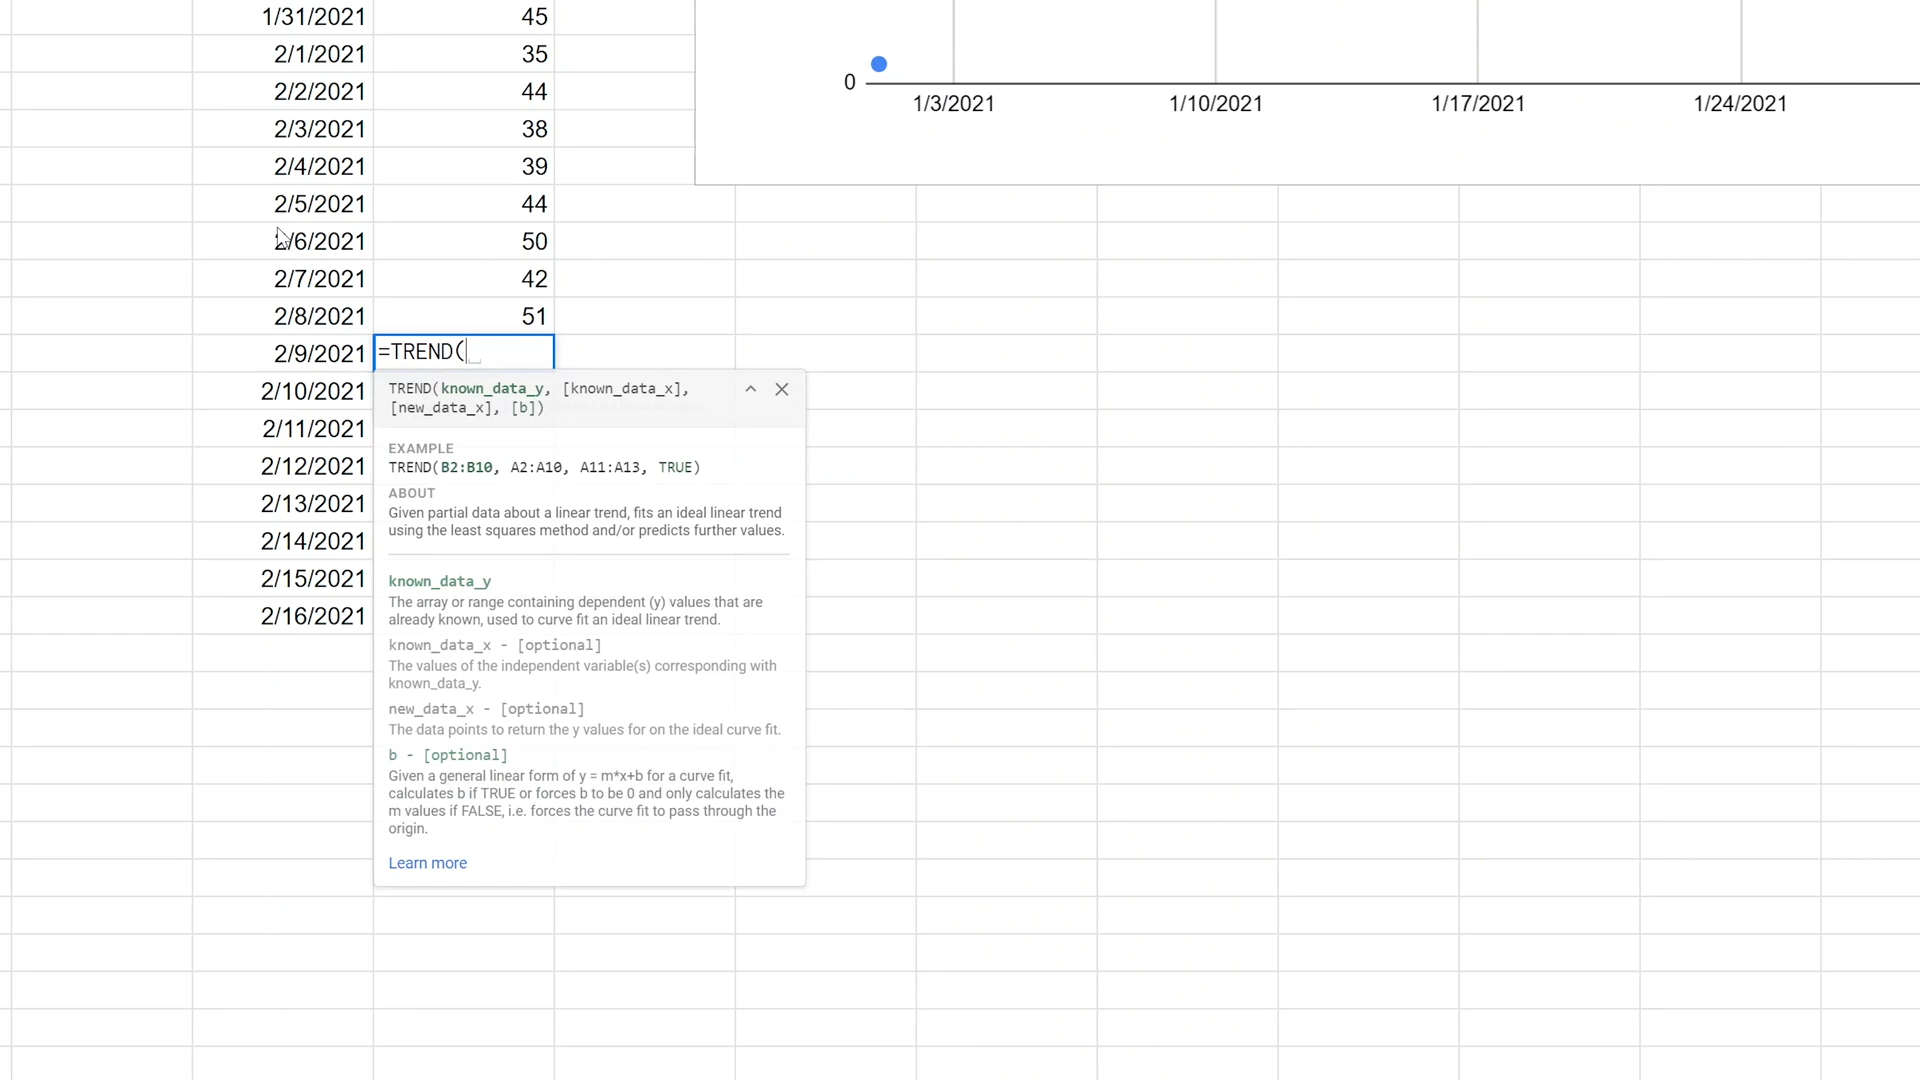 1/31/2021 45
2/1/2021 35
2/2/2021 44
2/3/2021 38
2/4/2021 39
2/5/2021 44
2/6/2021 50
2/7/2021 42
2/8/2021 51
2/9/2021 =TREND(
2/10/2021
2/11/2021
2/12/2021
2/13/2021
2/14/2021
2/15/2021
2/16/2021
0
1/3/2021 1/10/2021 1/17/2021 1/24/2021
TREND(known_data_y, [known_data_x],
[new_data_x], [b])
EXAMPLE
TREND(B2:B10, A2:A10, A11:A13, TRUE)
ABOUT
Given partial data about a linear trend, fits an ideal linear trend
using the least squares method and/or predicts further values.
known_data_y
The array or range containing dependent (y) values that are
already known, used to curve fit an ideal linear trend.
known_data_x - [optional]
The values of the independent variable(s) corresponding with
known_data_y.
new_data_x - [optional]
The data points to return the y values for on the ideal curve fit.
b - [optional]
Given a general linear form of y = m*x+b for a curve fit,
calculates b if TRUE or forces b to be 0 and only calculates the
m values if FALSE, i.e. forces the curve fit to pass through the
origin.
Learn more